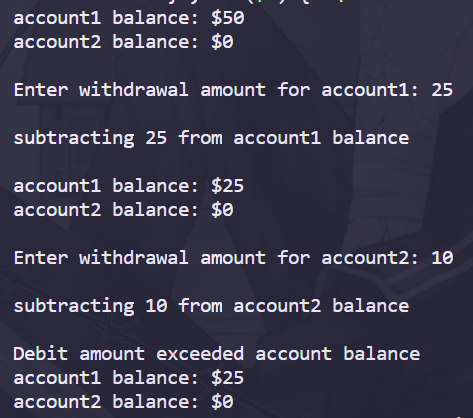 account1 balance: $50
account2 balance: $0
Enter withdrawal amount for account1: 25
subtracting 25 from account1 balance
account1 balance: $25
account2 balance: $0
Enter withdrawal amount for account2: 10
subtracting 10 from account2 balance
Debit amount exceeded account balance
account1 balance: $25
account2 balance: $0